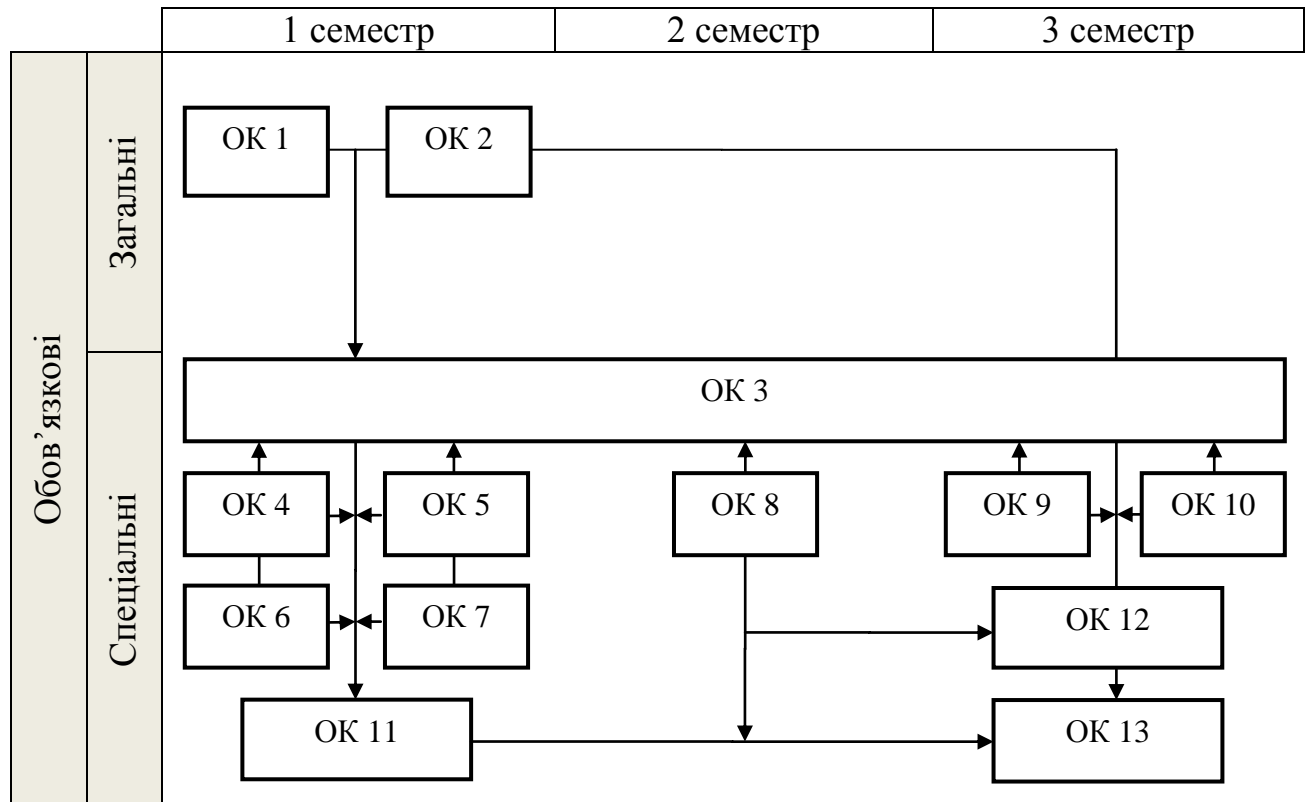 1 семестр
2 семестр
3 семестр
Обов’язкові
Загальні
ОК 1
ОК 2
Спеціальні
ОК 3
ОК 4
ОК 5
ОК 8
ОК 9
ОК 10
ОК 6
ОК 7
ОК 12
ОК 11
ОК 13